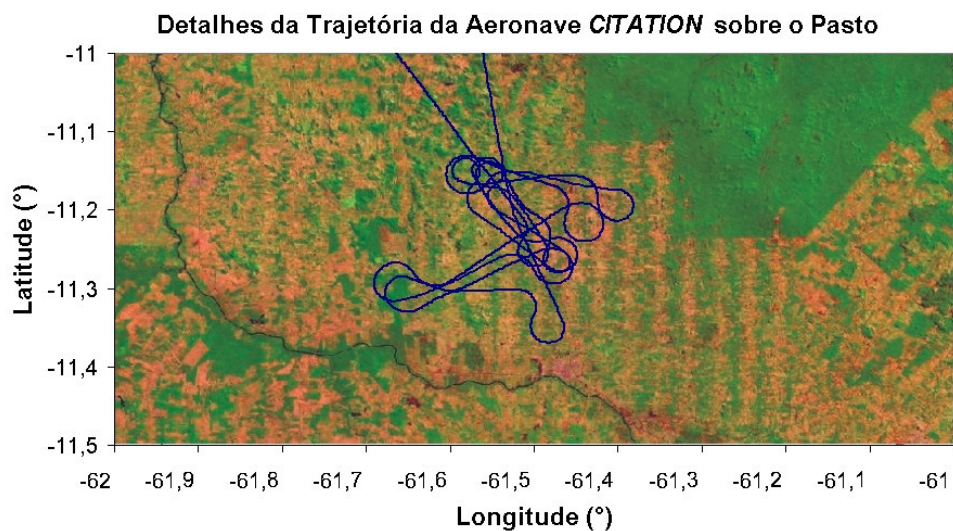 Detalhes da Trajetória da Aeronave CITATION sobre o Pasto
-11
-11,1
-11,2
-11,3
-11,4
-11,5
Latitude (°)
-62 -61,9 -61,8 -61,7 -61,6 -61,5 -61,4 -61,3 -61,2 -61,1 -61
Longitude (°)